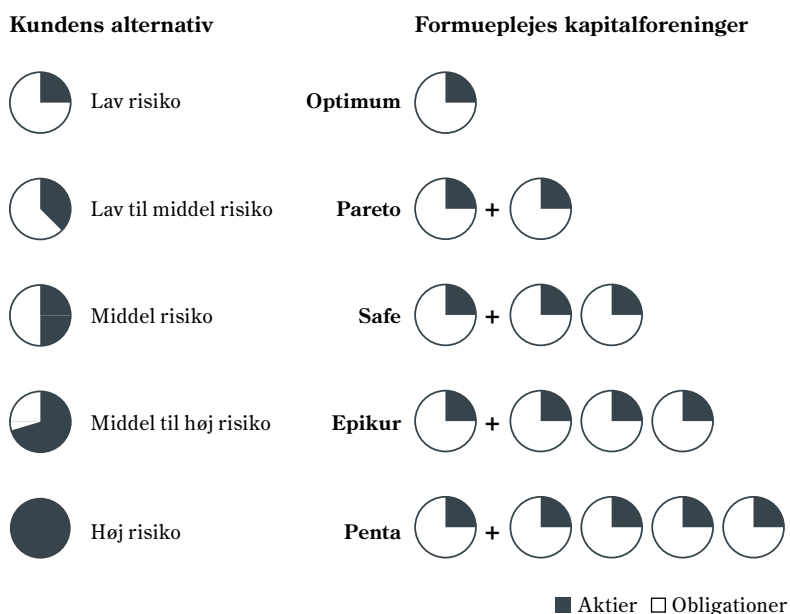 Kundens alternativ
Formueplejes kapitalforeninger
Lav risiko
Optimum
Lav til middel risiko
Pareto
+
Middel risiko
Safe
+
Middel til høj risiko
Epikur
+
Høj risiko
Penta
+
Aktier
Obligationer